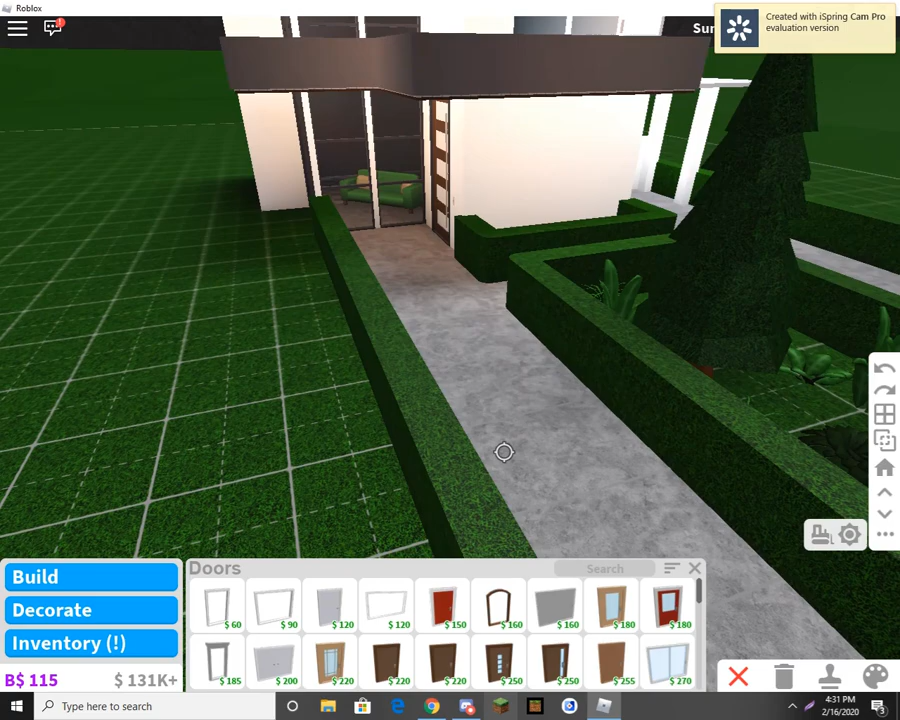 Roblox
Created with iSpring Cam Pro
evaluation version
Sun
Build
Decorate
Inventory (!)
B$ 115
$ 131K+
Doors
Search
$ 60
$ 90
$ 120
$ 120
$ 150
$ 160
$ 160
$ 180
$ 180
$ 185
$ 200
$ 220
$ 220
$ 220
$ 250
$ 250
$ 255
$ 270
Type here to search
4:31 PM
2/16/2020
3